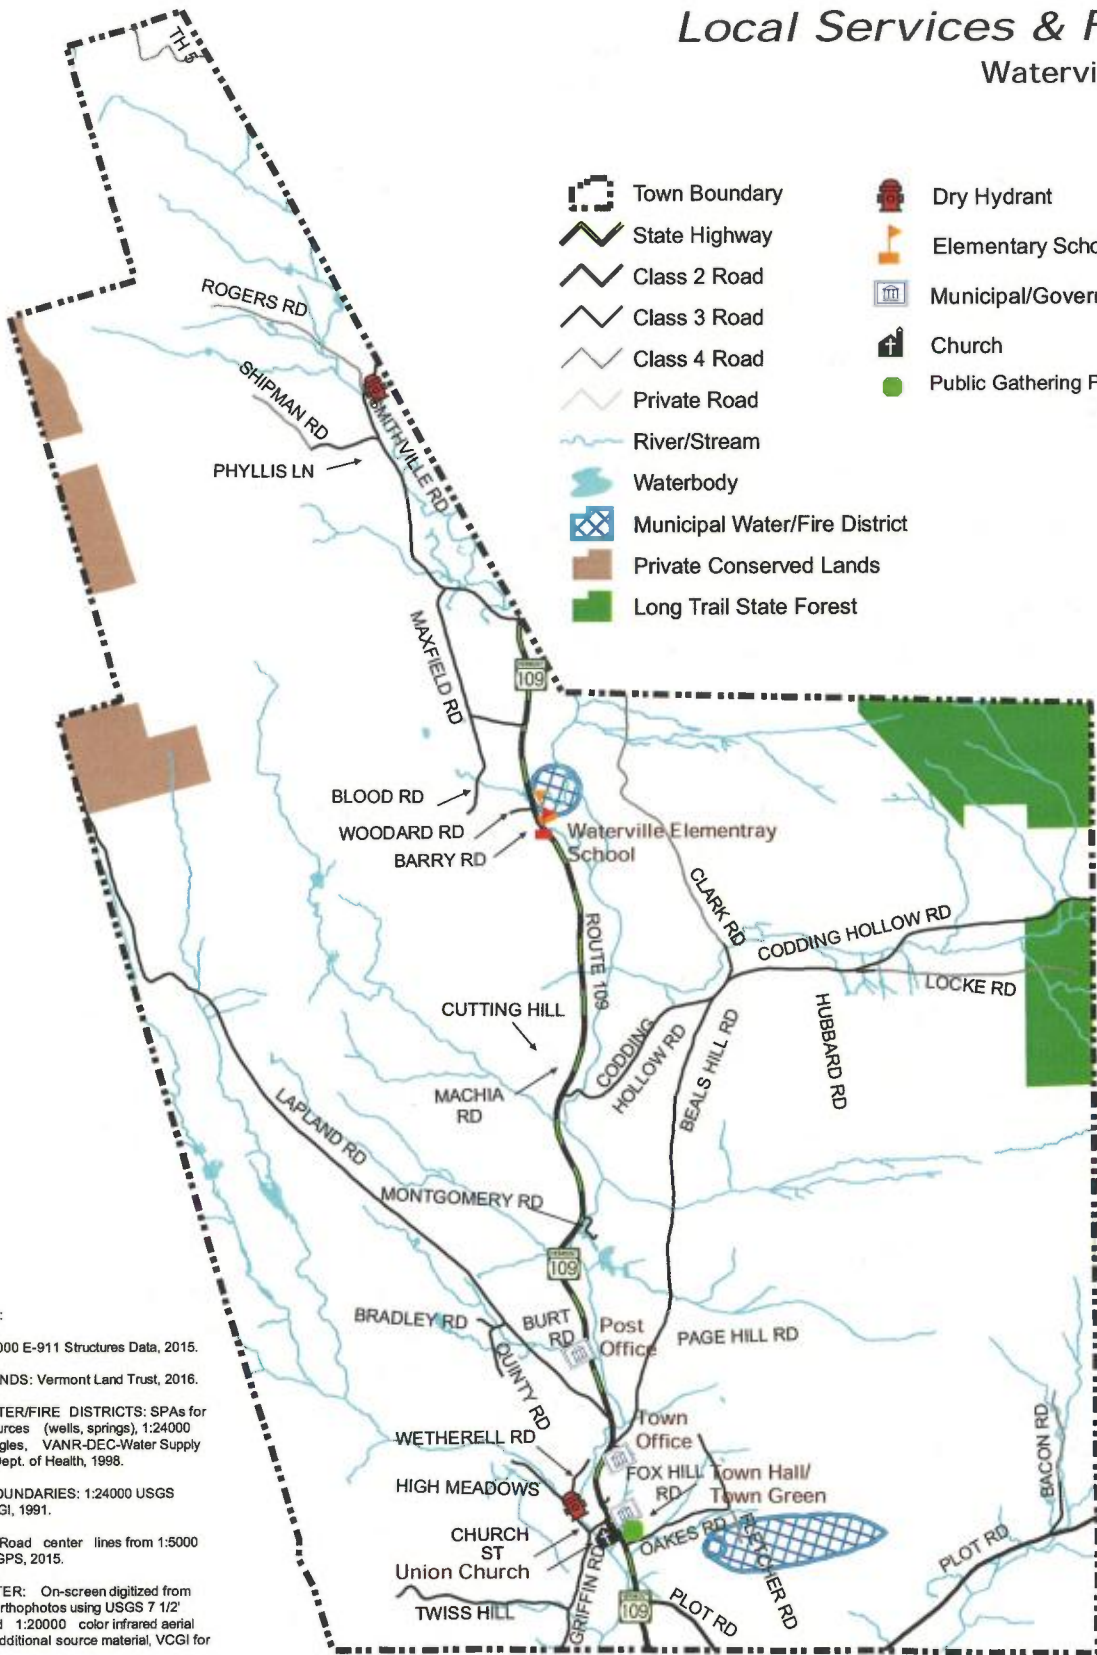 Local Services & F
Watervi
Town Boundary
State Highway
Class 2 Road
Class 3 Road
Class 4 Road
Private Road
River/Stream
Waterbody
Municipal Water/Fire District
Private Conserved Lands
Long Trail State Forest
Dry Hydrant
Elementary Scho
Municipal/Govern
Church
Public Gathering F
TH 5
ROGERS RD
SHIPMAN RD
SMITHVILLE RD
PHYLLIS LN
MAXFIELD RD
VERMONT
109
BLOOD RD
WOODARD RD
BARRY RD
Waterville Elementray
School
CLARK RD
CODDING HOLLOW RD
LOCKE RD
HUBBARD RD
ROUTE 109
CUTTING HILL
MACHIA
RD
CODDING
HOLLOW RD
BEALS HILL RD
LAPLAND RD
MONTGOMERY RD
VERMONT
109
BRADLEY RD
BURT
RD
Post
Office
PAGE HILL RD
QUINTY RD
WETHERELL RD
Town
Office
HIGH MEADOWS
FOX HILL
RD
Town Hall/
Town Green
CHURCH
ST
Union Church
OAKES RD
FLETCHER RD
GRIFFIN RD
TWISS HILL
VERMONT
109
PLOT RD
PLOT RD
BACON RD
:
000 E-911 Structures Data, 2015.
NDS: Vermont Land Trust, 2016.
TER/FIRE DISTRICTS: SPAs for
urces (wells, springs), 1:24000
gles, VANR-DEC-Water Supply
Dept. of Health, 1998.
OUNDARIES: 1:24000 USGS
GI, 1991.
Road center lines from 1:5000
GPS, 2015.
TER: On-screen digitized from
rthophotos using USGS 7 1/2'
d 1:20000 color infrared aerial
dditional source material, VCGI for